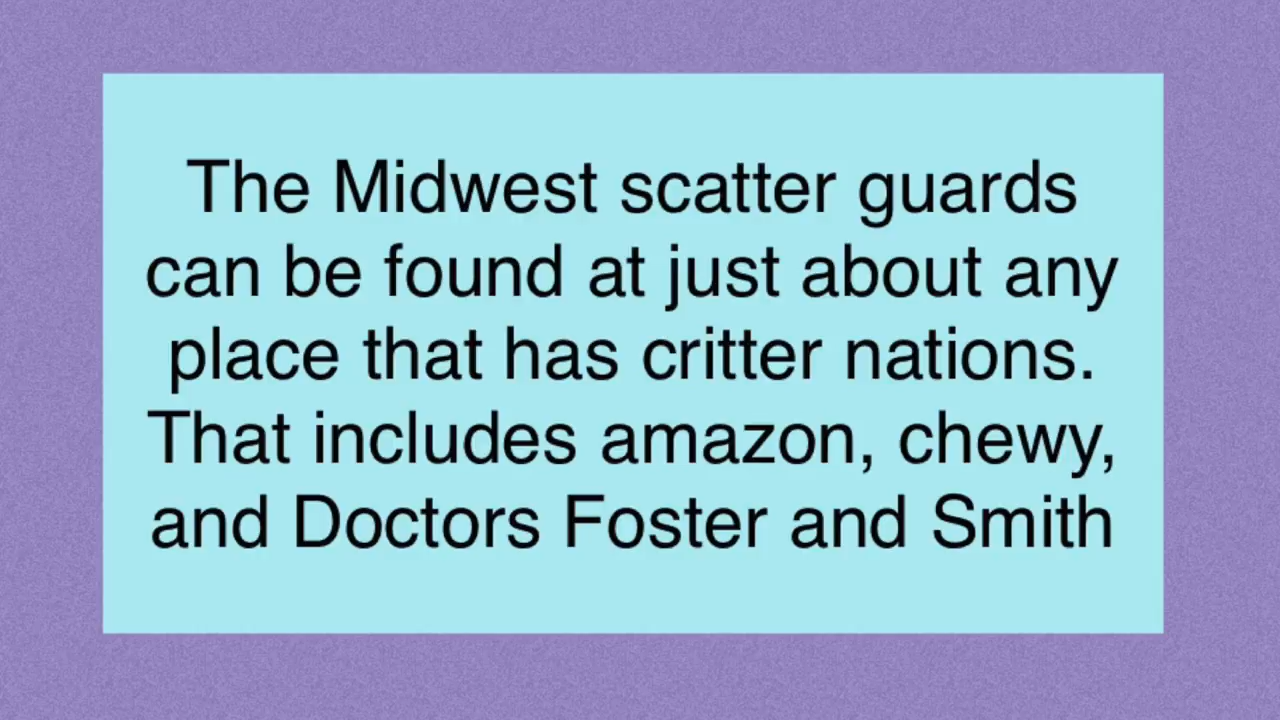 The Midwest scatter guards
can be found at just about any
place that has critter nations.
That includes amazon, chewy,
and Doctors Foster and Smith